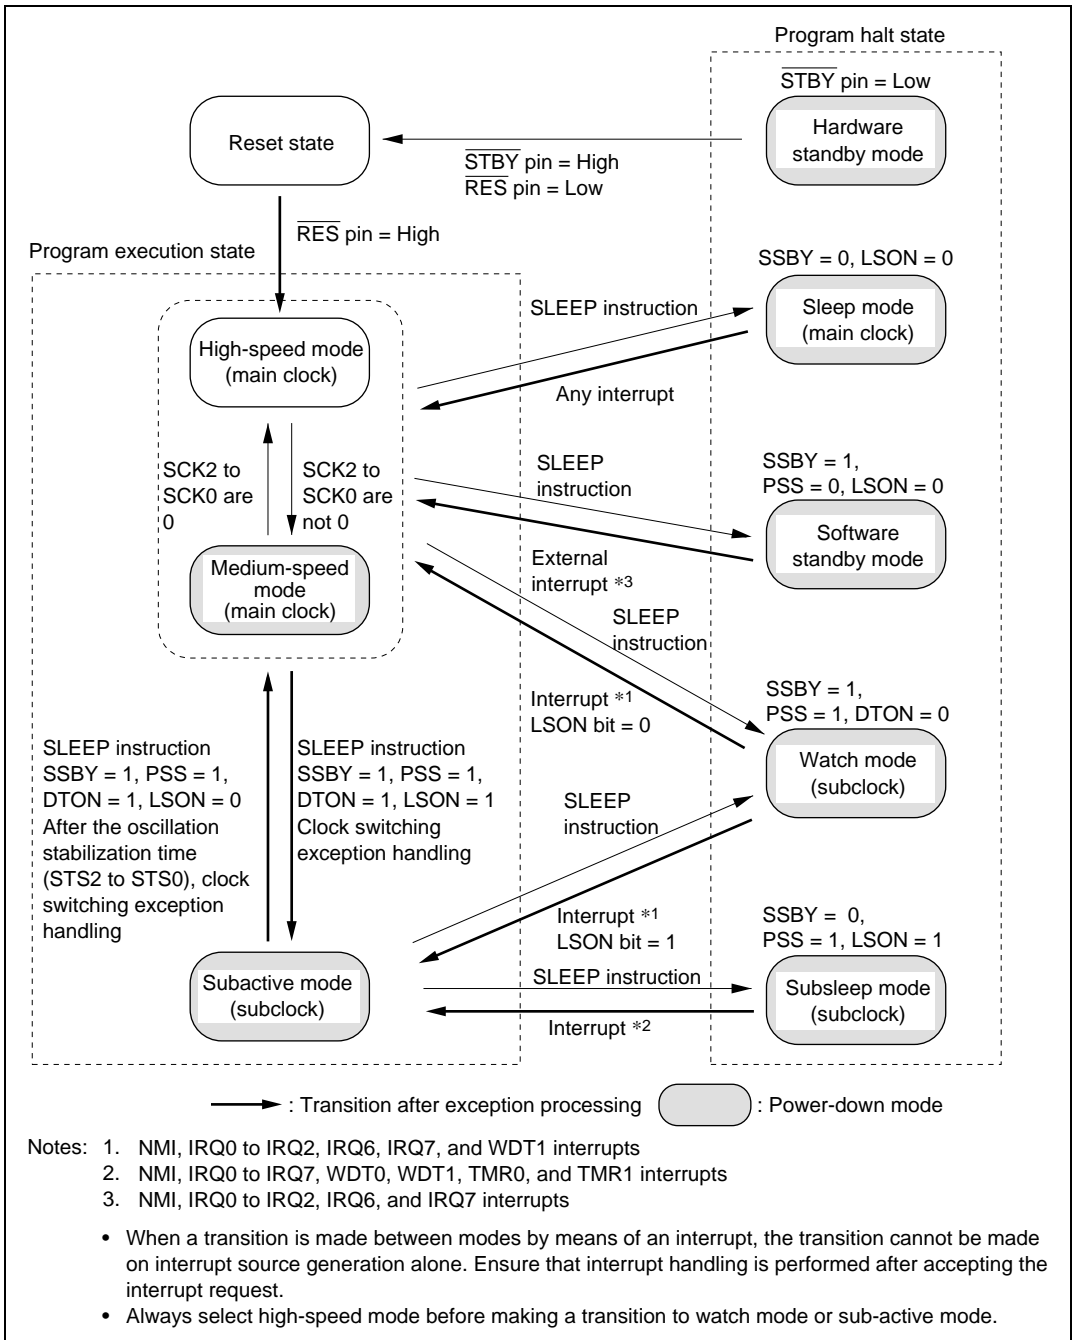 Program halt state
STBY pin = Low
Hardware
standby mode
Reset state
STBY pin = High
RES pin = Low
RES pin = High
Program execution state
SSBY = 0, LSON = 0
Sleep mode
(main clock)
SLEEP instruction
Any interrupt
High-speed mode
(main clock)
SCK2 to
SCK0 are
0
SCK2 to
SCK0 are
not 0
SLEEP
instruction
SSBY = 1,
PSS = 0, LSON = 0
Software
standby mode
External
interrupt *3
Medium-speed
mode
(main clock)
SLEEP
instruction
Interrupt *1
LSON bit = 0
SSBY = 1,
PSS = 1, DTON = 0
Watch mode
(subclock)
SLEEP instruction
SSBY = 1, PSS = 1,
DTON = 1, LSON = 0
After the oscillation
stabilization time
(STS2 to STS0), clock
switching exception
handling
SLEEP instruction
SSBY = 1, PSS = 1,
DTON = 1, LSON = 1
Clock switching
exception handling
SLEEP
instruction
Interrupt *1
LSON bit = 1
SSBY = 0,
PSS = 1, LSON = 1
Subactive mode
(subclock)
SLEEP instruction
Interrupt *2
Subsleep mode
(subclock)
: Transition after exception processing
: Power-down mode
Notes: 1. NMI, IRQ0 to IRQ2, IRQ6, IRQ7, and WDT1 interrupts
2. NMI, IRQ0 to IRQ7, WDT0, WDT1, TMR0, and TMR1 interrupts
3. NMI, IRQ0 to IRQ2, IRQ6, and IRQ7 interrupts
• When a transition is made between modes by means of an interrupt, the transition cannot be made
on interrupt source generation alone. Ensure that interrupt handling is performed after accepting the
interrupt request.
• Always select high-speed mode before making a transition to watch mode or sub-active mode.